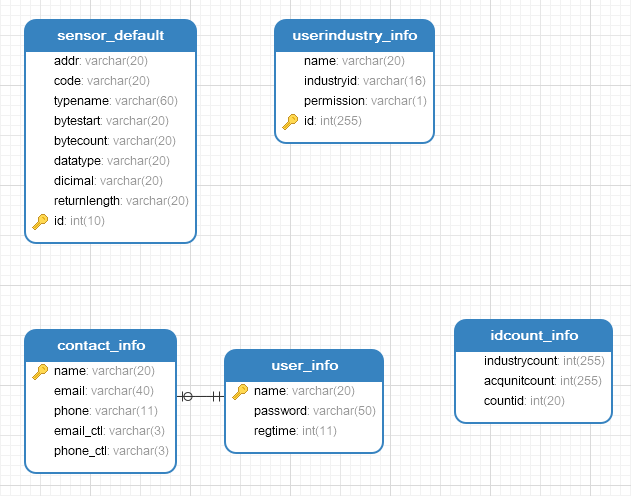 sensor_default
addr: varchar(20)
code: varchar(20)
typename: varchar(60)
bytestart: varchar(20)
bytecount: varchar(20)
datatype: varchar(20)
dicimal: varchar(20)
returnlength: varchar(20)
id: int(10)
userindustry_info
name: varchar(20)
industryid: varchar(16)
permission: varchar(1)
id: int(255)
contact_info
name: varchar(20)
email: varchar(40)
phone: varchar(11)
email_ctl: varchar(3)
phone_ctl: varchar(3)
user_info
name: varchar(20)
password: varchar(50)
regtime: int(11)
idcount_info
industrycount: int(255)
acqunitcount: int(255)
countid: int(20)